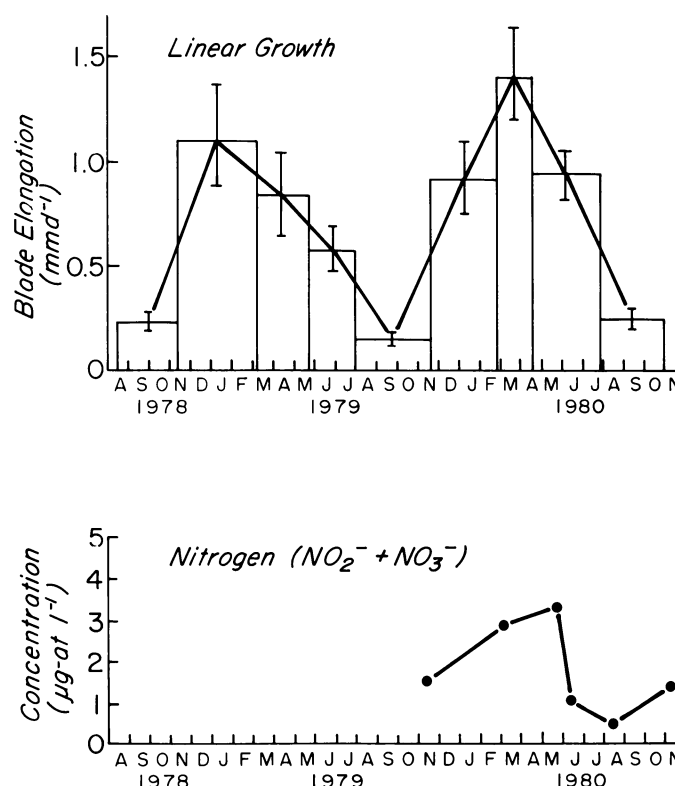 Linear Growth
Blade Elongation
(mmd⁻¹)
1.5
1.0
0.5
0
A S O N D J F M A M J J A S O N D J F M A M J J A S O N
1978 1979 1980
Nitrogen (NO₂⁻ + NO₃⁻)
Concentration
(µg-at l⁻¹)
5
4
3
2
1
0
A S O N D J F M A M J J A S O N D J F M A M J J A S O N
1978 1979 1980